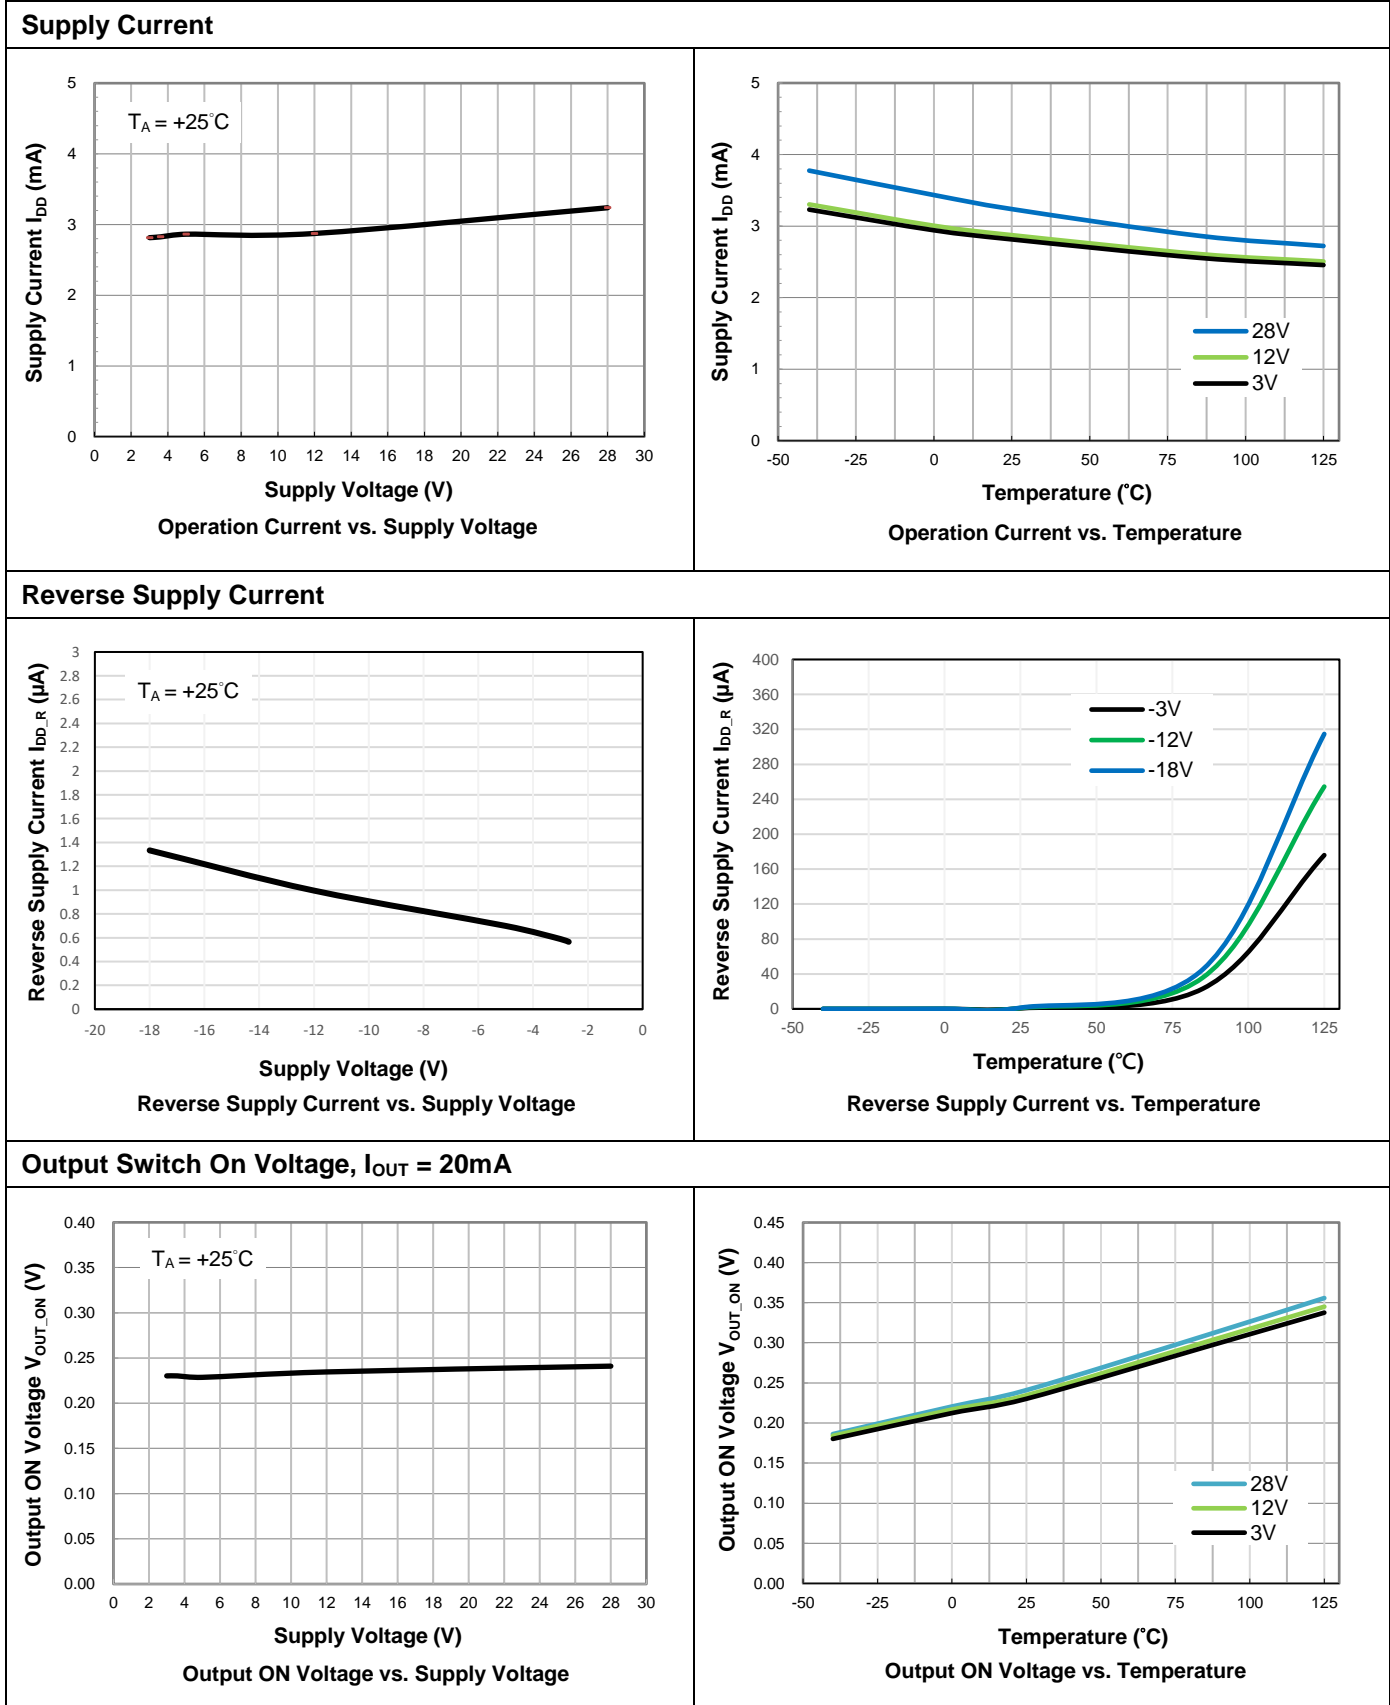 Supply Current
5
4
3
2
1
0
T_A = +25°C
Supply Current I_DD (mA)
0 2 4 6 8 10 12 14 16 18 20 22 24 26 28 30
Supply Voltage (V)
Operation Current vs. Supply Voltage
5
4
3
2
1
0
Supply Current I_DD (mA)
28V
12V
3V
-50 -25 0 25 50 75 100 125
Temperature (°C)
Operation Current vs. Temperature
Reverse Supply Current
3
2.8
2.6
2.4
2.2
2
1.8
1.6
1.4
1.2
1
0.8
0.6
0.4
0.2
0
T_A = +25°C
Reverse Supply Current I_DD_R (µA)
-20 -18 -16 -14 -12 -10 -8 -6 -4 -2 0
Supply Voltage (V)
Reverse Supply Current vs. Supply Voltage
400
360
320
280
240
200
160
120
80
40
0
Reverse Supply Current I_DD_R (µA)
-3V
-12V
-18V
-50 -25 0 25 50 75 100 125
Temperature (℃)
Reverse Supply Current vs. Temperature
Output Switch On Voltage, I_OUT = 20mA
0.40
0.35
0.30
0.25
0.20
0.15
0.10
0.05
0.00
T_A = +25°C
Output ON Voltage V_OUT_ON (V)
0 2 4 6 8 10 12 14 16 18 20 22 24 26 28 30
Supply Voltage (V)
Output ON Voltage vs. Supply Voltage
0.45
0.40
0.35
0.30
0.25
0.20
0.15
0.10
0.05
0.00
Output ON Voltage V_OUT_ON (V)
28V
12V
3V
-50 -25 0 25 50 75 100 125
Temperature (°C)
Output ON Voltage vs. Temperature